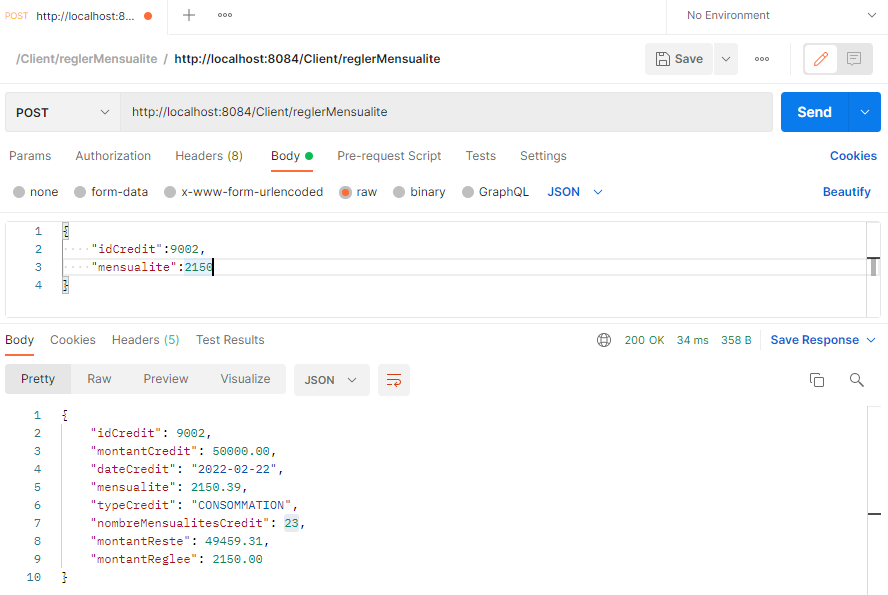 POST http://localhost:8... No Environment
/Client/reglerMensualite / http://localhost:8084/Client/reglerMensualite Save
POST http://localhost:8084/Client/reglerMensualite Send
Params Authorization Headers (8) Body Pre-request Script Tests Settings Cookies
none form-data x-www-form-urlencoded raw binary GraphQL JSON Beautify
1 {
2 "idCredit":9002,
3 "mensualite":2150
4 }
Body Cookies Headers (5) Test Results 200 OK 34 ms 358 B Save Response
Pretty Raw Preview Visualize JSON
1 {
2 "idCredit": 9002,
3 "montantCredit": 50000.00,
4 "dateCredit": "2022-02-22",
5 "mensualite": 2150.39,
6 "typeCredit": "CONSOMMATION",
7 "nombreMensualitesCredit": 23,
8 "montantReste": 49459.31,
9 "montantReglee": 2150.00
10 }